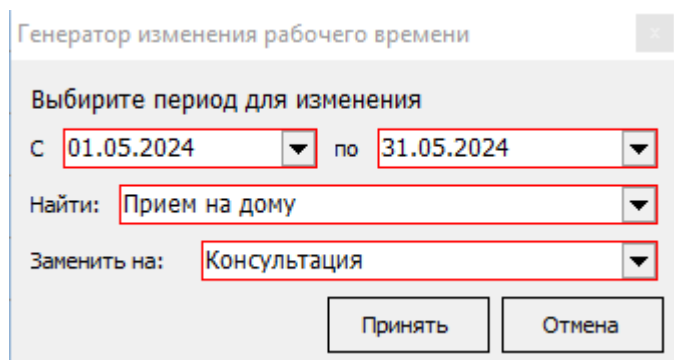 Генератор изменения рабочего времени x
Выбирите период для изменения
С 01.05.2024 по 31.05.2024
Найти: Прием на дому
Заменить на: Консультация
Принять Отмена